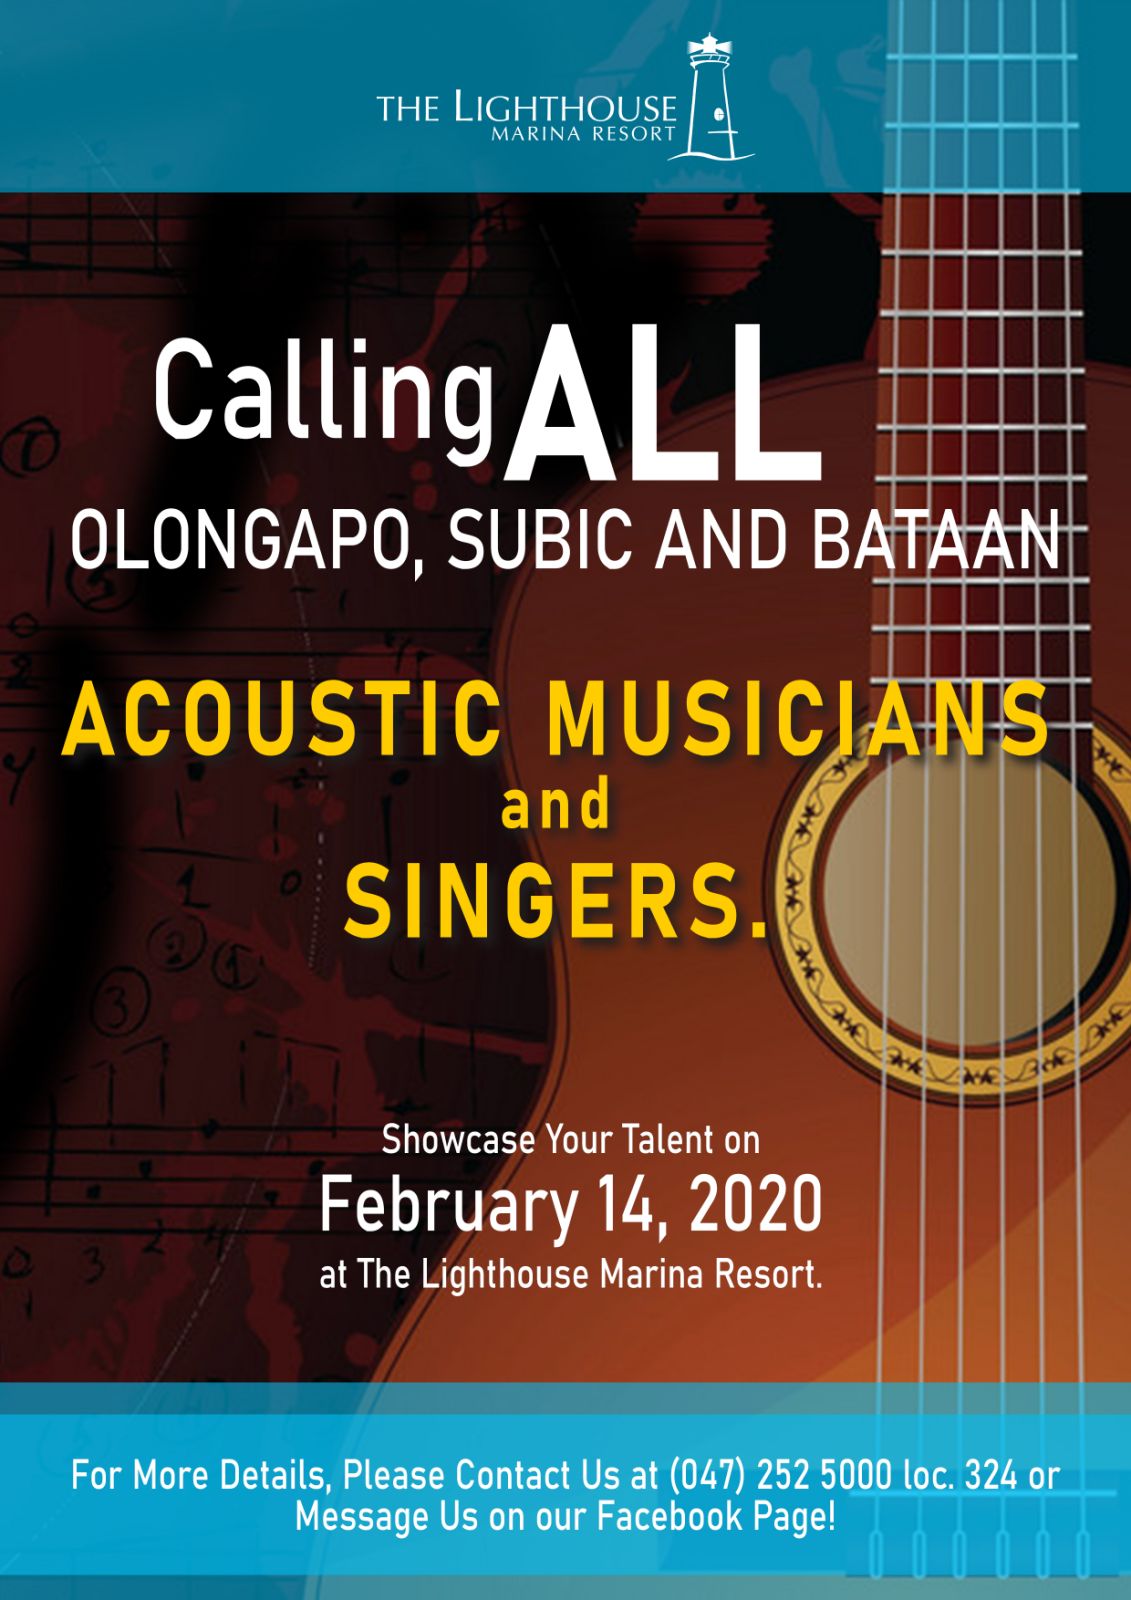 THE LIGHTHOUSE
MARINA RESORT
Calling ALL
OLONGAPO, SUBIC AND BATAAN
ACOUSTIC MUSICIANS
and
SINGERS.
Showcase Your Talent on
February 14, 2020
at The Lighthouse Marina Resort.
For More Details, Please Contact Us at (047) 252 5000 loc. 324 or
Message Us on our Facebook Page!